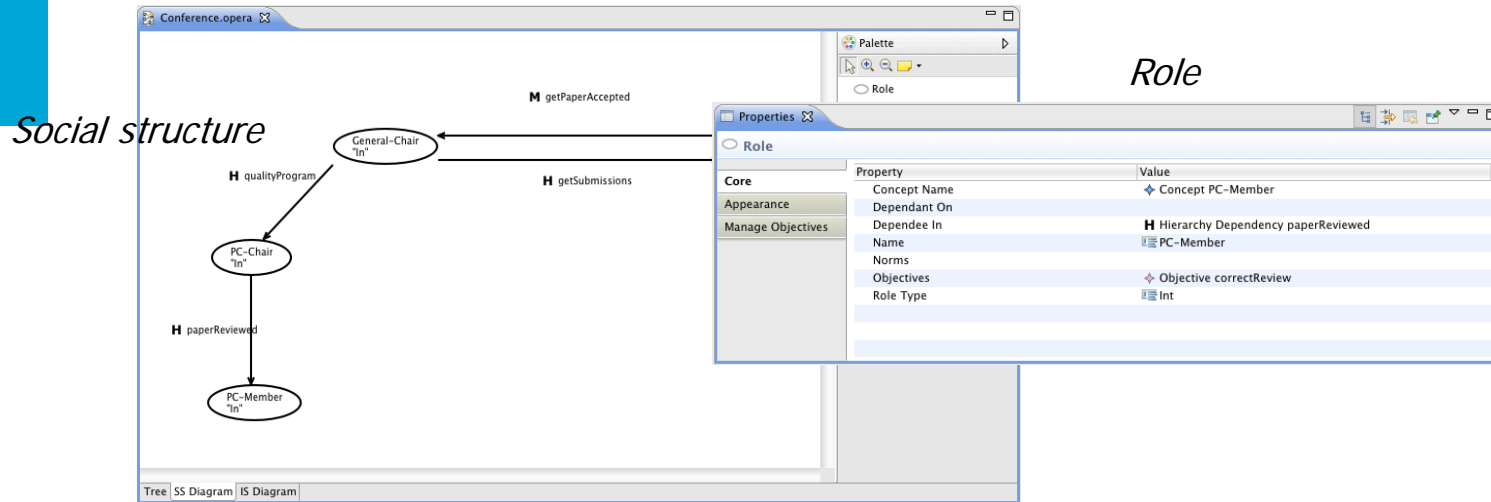 Conference.opera
Palette
Role
Role
M getPaperAccepted
Social structure
General-Chair
"In"
H qualityProgram
H getSubmissions
PC-Chair
"In"
H paperReviewed
PC-Member
"In"
Tree SS Diagram IS Diagram
Properties
Role
Core
Appearance
Manage Objectives
Property Value
Concept Name Concept PC-Member
Dependant On
Dependee In H Hierarchy Dependency paperReviewed
Name PC-Member
Norms
Objectives Objective correctReview
Role Type Int